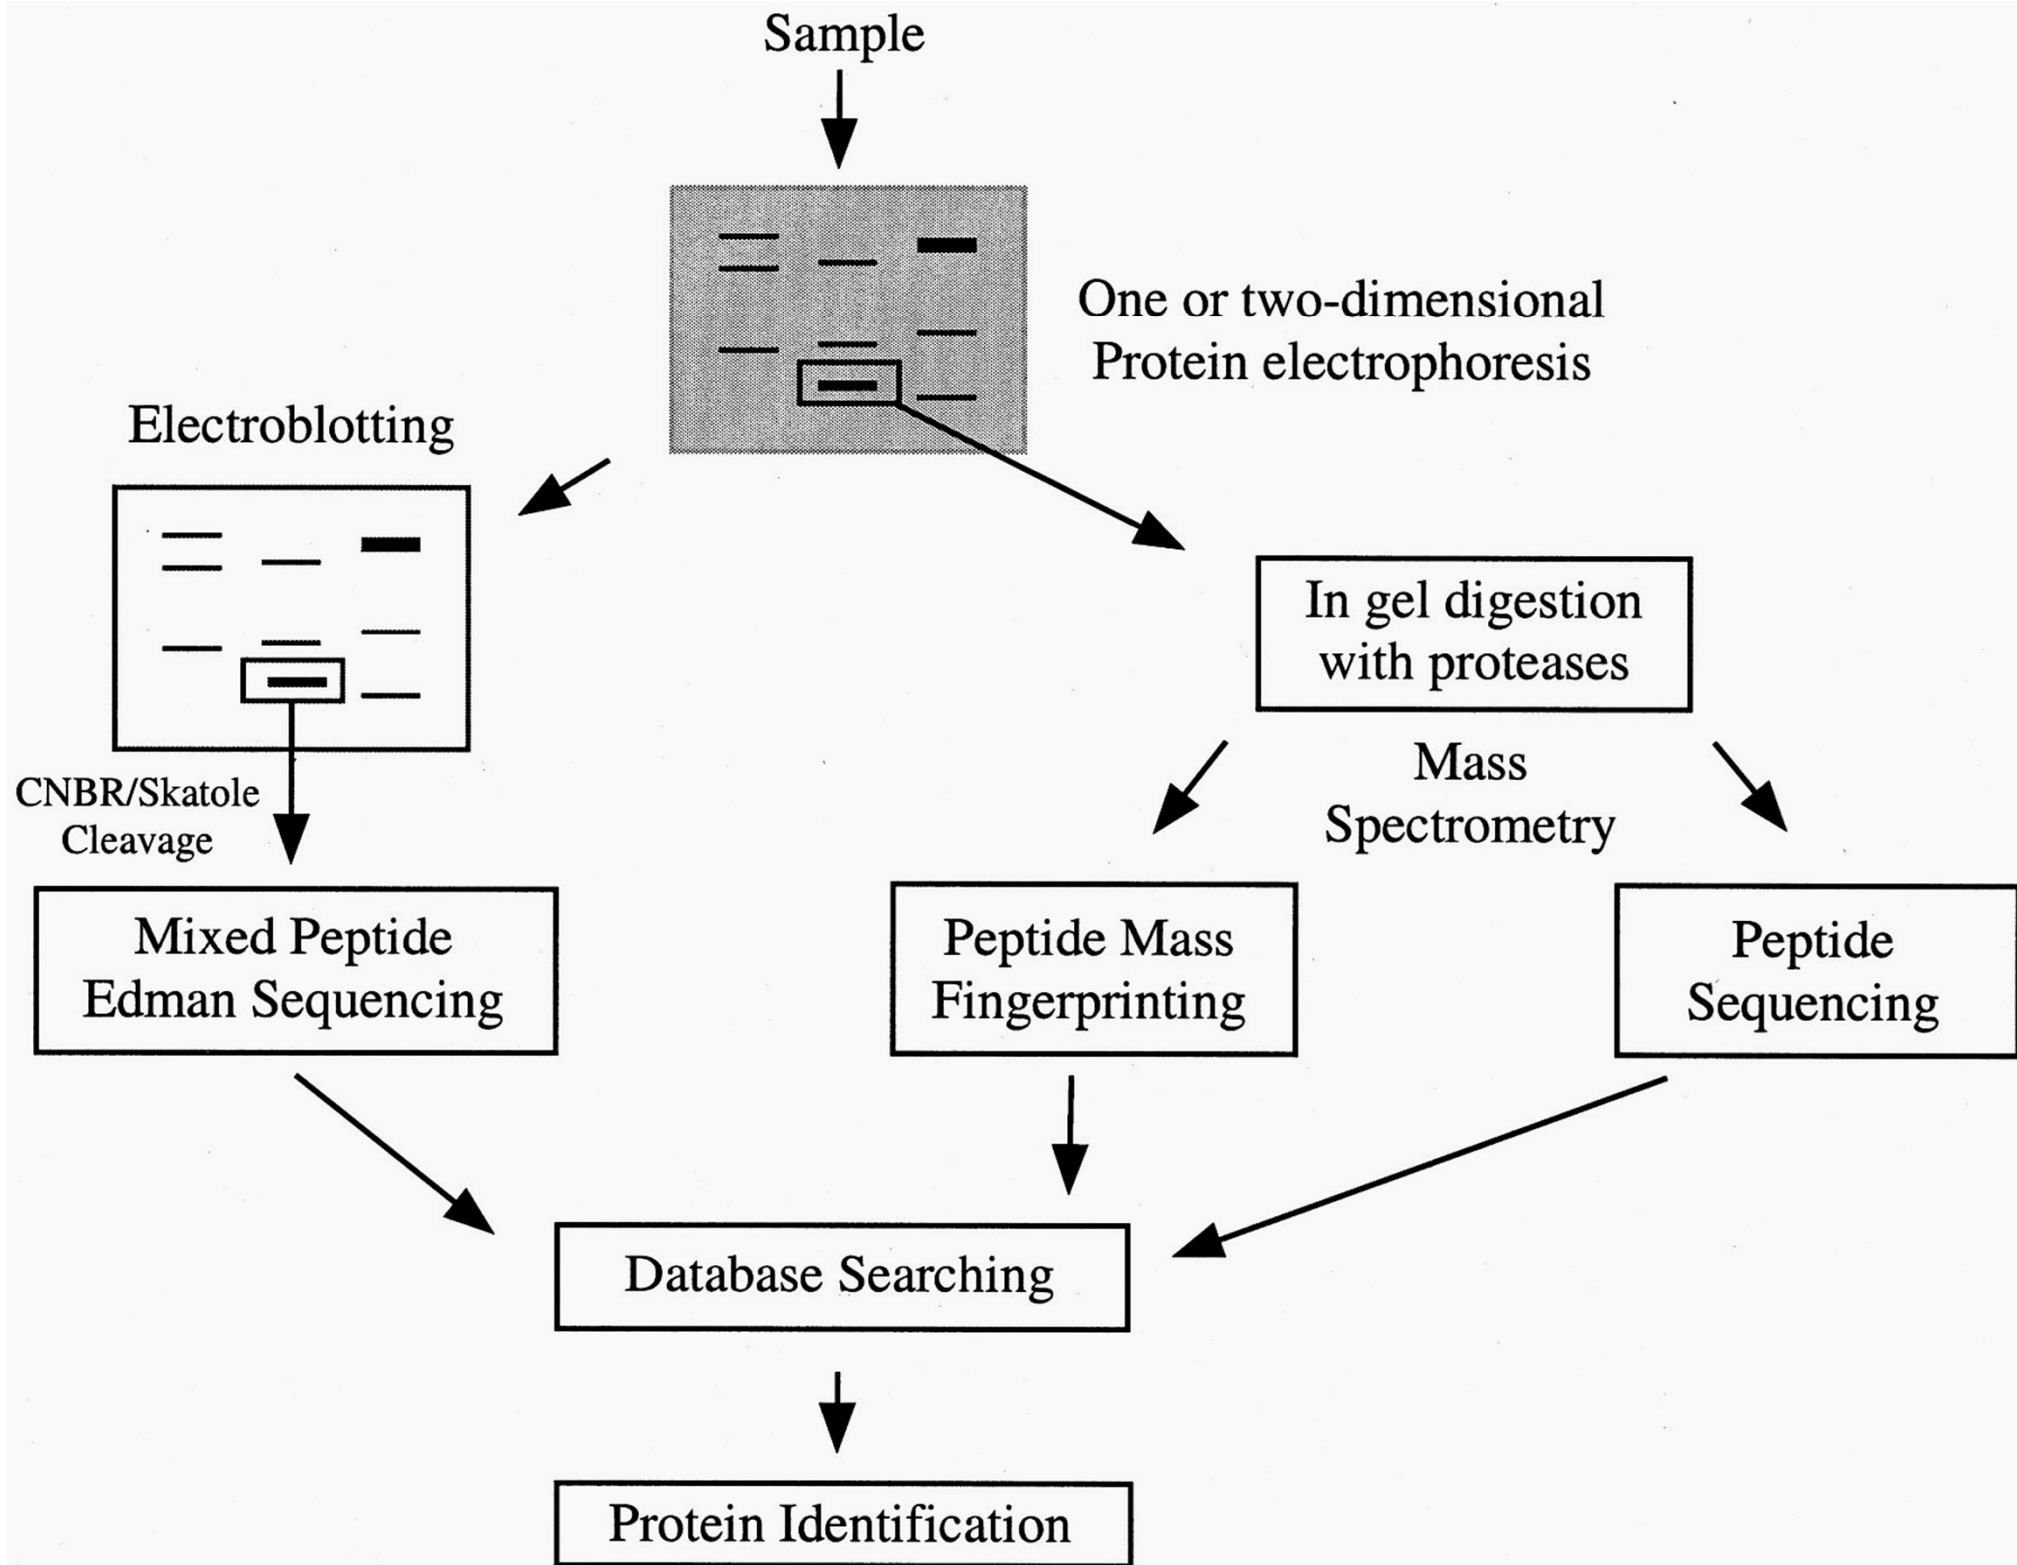 Sample
One or two-dimensional
Protein electrophoresis
Electroblotting
In gel digestion
with proteases
CNBR/Skatole
Cleavage
Mass
Spectrometry
Mixed Peptide
Edman Sequencing
Peptide Mass
Fingerprinting
Peptide
Sequencing
Database Searching
Protein Identification